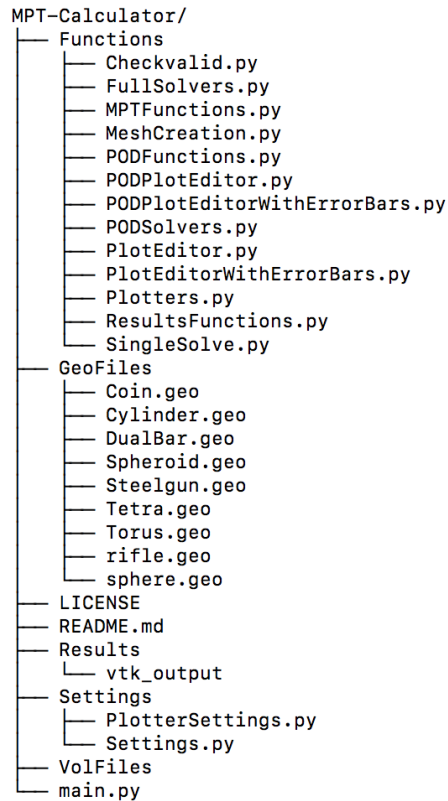 MPT-Calculator/
├── Functions
│   ├── Checkvalid.py
│   ├── FullSolvers.py
│   ├── MPTFunctions.py
│   ├── MeshCreation.py
│   ├── PODFunctions.py
│   ├── PODPlotEditor.py
│   ├── PODPlotEditorWithErrorBars.py
│   ├── PODSolvers.py
│   ├── PlotEditor.py
│   ├── PlotEditorWithErrorBars.py
│   ├── Plotters.py
│   ├── ResultsFunctions.py
│   └── SingleSolve.py
├── GeoFiles
│   ├── Coin.geo
│   ├── Cylinder.geo
│   ├── DualBar.geo
│   ├── Spheroid.geo
│   ├── Steelgun.geo
│   ├── Tetra.geo
│   ├── Torus.geo
│   ├── rifle.geo
│   └── sphere.geo
├── LICENSE
├── README.md
├── Results
│   └── vtk_output
├── Settings
│   ├── PlotterSettings.py
│   └── Settings.py
├── VolFiles
└── main.py